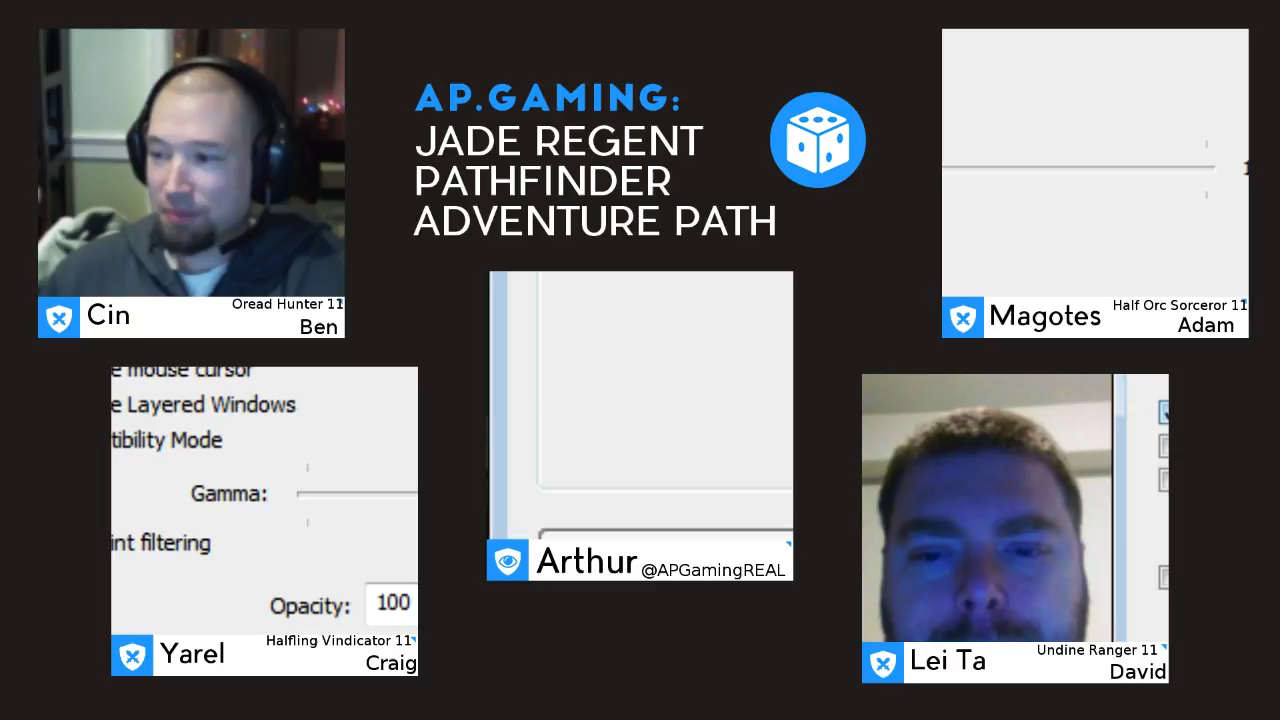 AP.GAMING:
JADE REGENT
PATHFINDER
ADVENTURE PATH
Oread Hunter 11
Cin
Ben
Half Orc Sorceror 11
Magotes
Adam
mouse cursor
Layered Windows
Mode
Gamma:
filtering
Opacity: 100
Halfling Vindicator 11
Yarel
Craig
Arthur
@APGamingREAL
Undine Ranger 11
Lei Ta
David